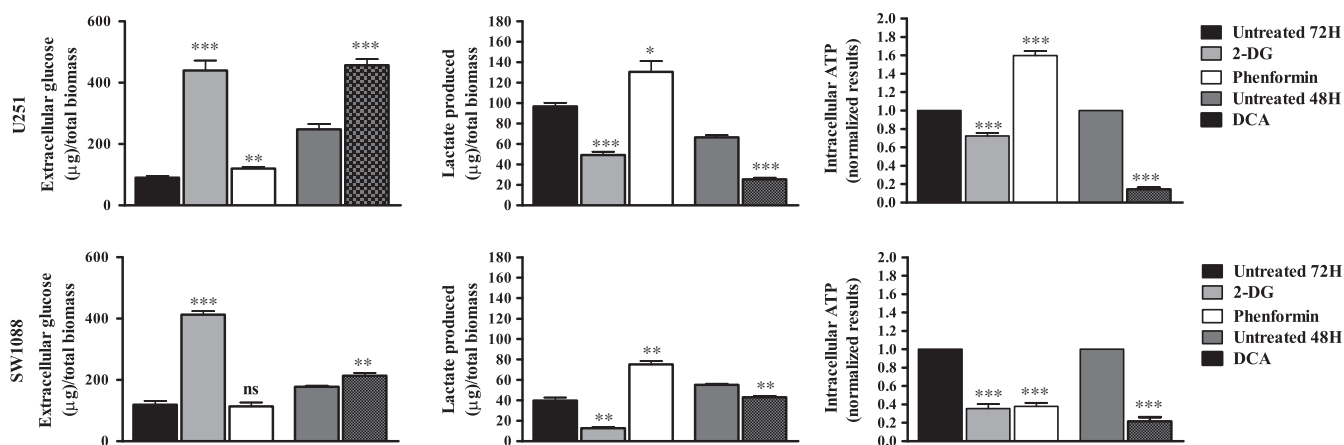 U251
Extracellular glucose
(µg)/total biomass
600
400
200
0
***
**
***
Lactate produced
(µg)/total biomass
180
160
140
120
100
80
60
40
20
0
***
*
***
Intracellular ATP
(normalized results)
2.0
1.8
1.6
1.4
1.2
1.0
0.8
0.6
0.4
0.2
0.0
***
***
***
Untreated 72H
2-DG
Phenformin
Untreated 48H
DCA
SW1088
Extracellular glucose
(µg)/total biomass
600
400
200
0
***
ns
**
Lactate produced
(µg)/total biomass
180
160
140
120
100
80
60
40
20
0
**
**
**
Intracellular ATP
(normalized results)
2.0
1.8
1.6
1.4
1.2
1.0
0.8
0.6
0.4
0.2
0.0
***
***
***
Untreated 72H
2-DG
Phenformin
Untreated 48H
DCA